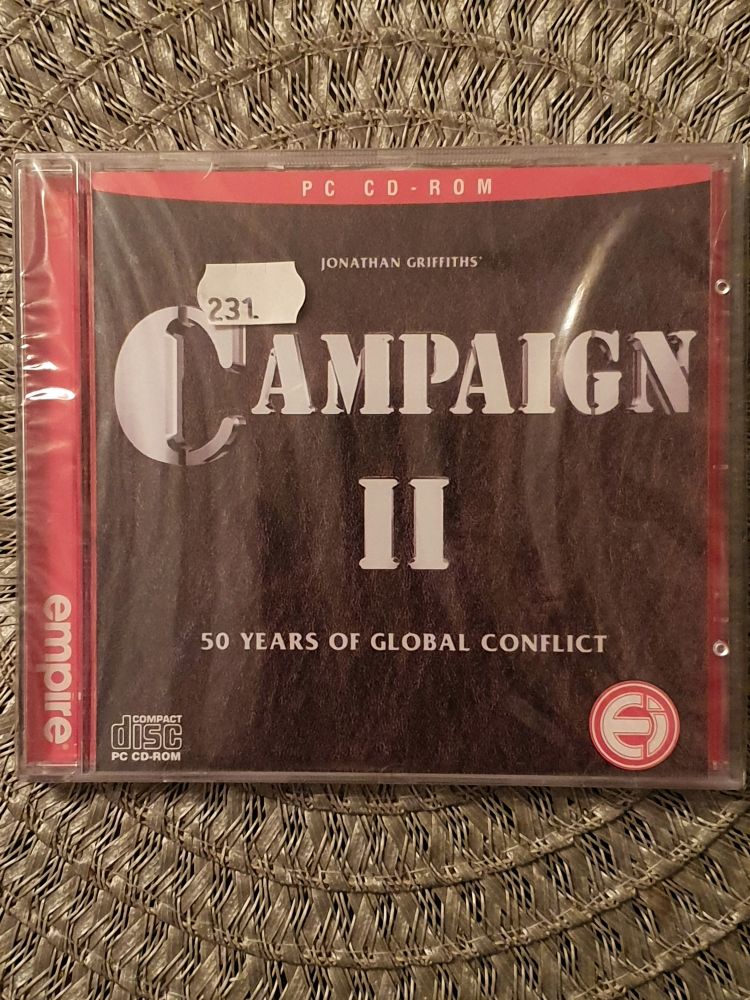 PC CD-ROM
JONATHAN GRIFFITHS'
231
CAMPAIGN
II
50 YEARS OF GLOBAL CONFLICT
empire®
COMPACT
disc
PC CD-ROM